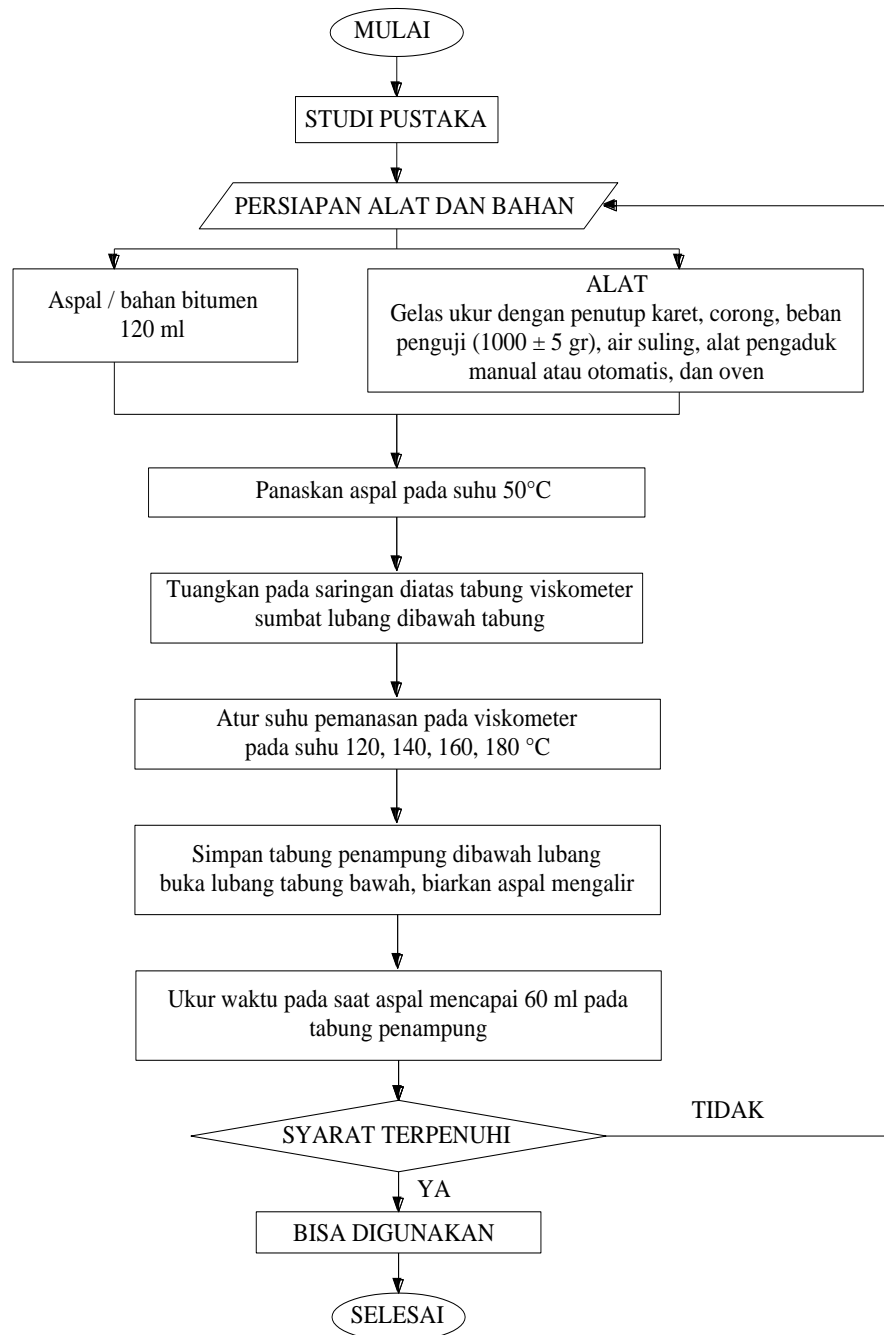 MULAI
STUDI PUSTAKA
PERSIAPAN ALAT DAN BAHAN
Aspal / bahan bitumen
120 ml
ALAT
Gelas ukur dengan penutup karet, corong, beban
penguji (1000 ± 5 gr), air suling, alat pengaduk
manual atau otomatis, dan oven
Panaskan aspal pada suhu 50°C
Tuangkan pada saringan diatas tabung viskometer
sumbat lubang dibawah tabung
Atur suhu pemanasan pada viskometer
pada suhu 120, 140, 160, 180 °C
Simpan tabung penampung dibawah lubang
buka lubang tabung bawah, biarkan aspal mengalir
Ukur waktu pada saat aspal mencapai 60 ml pada
tabung penampung
SYARAT TERPENUHI
TIDAK
YA
BISA DIGUNAKAN
SELESAI